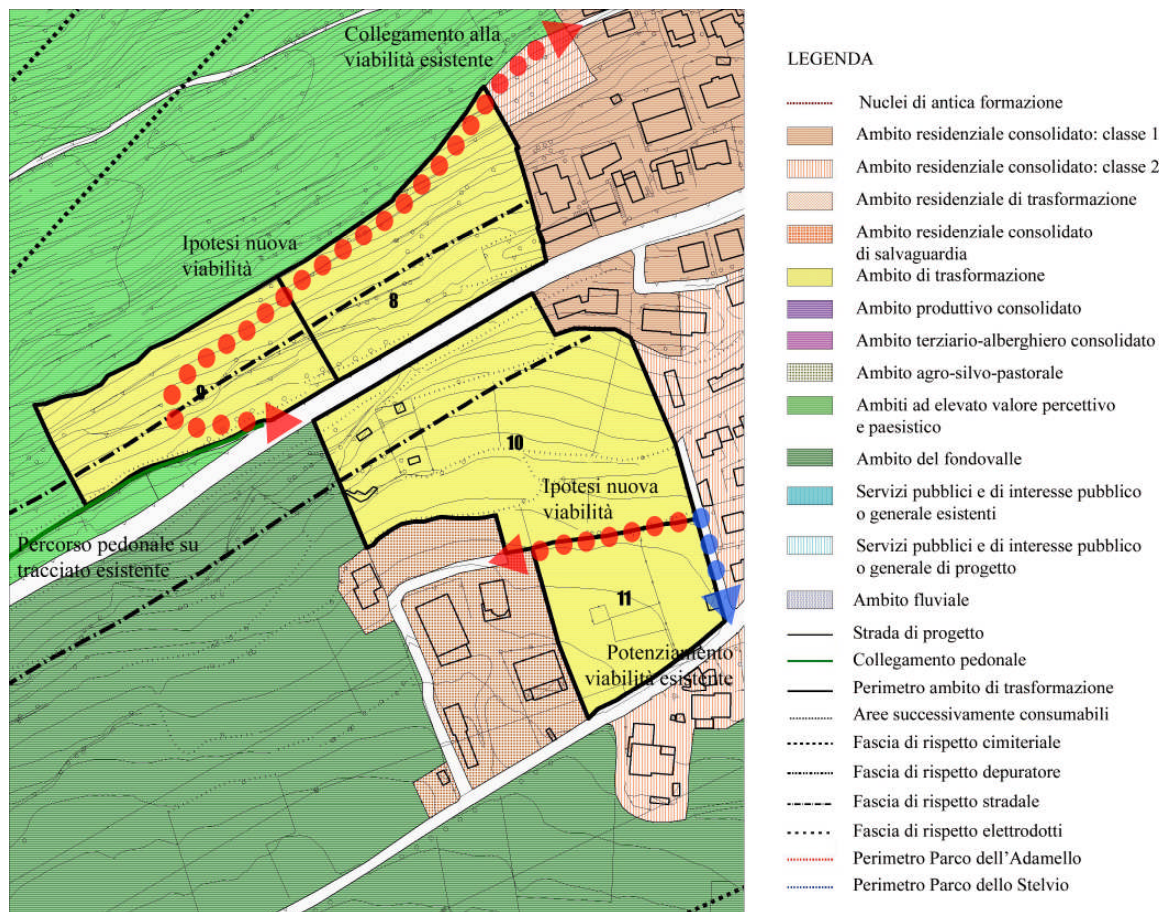 Collegamento alla
viabilità esistente
Ipotesi nuova
viabilità
8
9
10
Ipotesi nuova
viabilità
Percorso pedonale su
tracciato esistente
11
Potenziamento
viabilità esistente
LEGENDA
Nuclei di antica formazione
Ambito residenziale consolidato: classe 1
Ambito residenziale consolidato: classe 2
Ambito residenziale di trasformazione
Ambito residenziale consolidato
di salvaguardia
Ambito di trasformazione
Ambito produttivo consolidato
Ambito terziario-alberghiero consolidato
Ambito agro-silvo-pastorale
Ambiti ad elevato valore percettivo
e paesistico
Ambito del fondovalle
Servizi pubblici e di interesse pubblico
o generale esistenti
Servizi pubblici e di interesse pubblico
o generale di progetto
Ambito fluviale
Strada di progetto
Collegamento pedonale
Perimetro ambito di trasformazione
Aree successivamente consumabili
Fascia di rispetto cimiteriale
Fascia di rispetto depuratore
Fascia di rispetto stradale
Fascia di rispetto elettrodotti
Perimetro Parco dell'Adamello
Perimetro Parco dello Stelvio